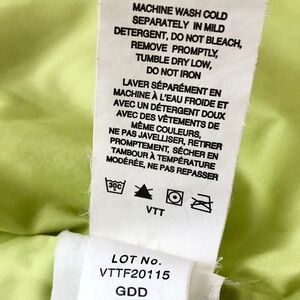 MACHINE WASH COLD
SEPARATELY IN MILD
DETERGENT, DO NOT BLEACH,
REMOVE PROMPTLY,
TUMBLE DRY LOW,
DO NOT IRON
LAVER SÉPARÉMENT EN
MACHINE À L'EAU FROIDE ET
AVEC UN DÉTERGENT DOUX
AVEC DES VÊTEMENTS DE
MÊME COULEURS,
NE PAS JAVELLISER, RETIRER
PROMPTEMENT, SÉCHER EN
TAMBOUR À TEMPÉRATURE
MODÉRÉE, NE PAS REPASSER
30C
VTT
LOT No.
VTTF20115
GDD